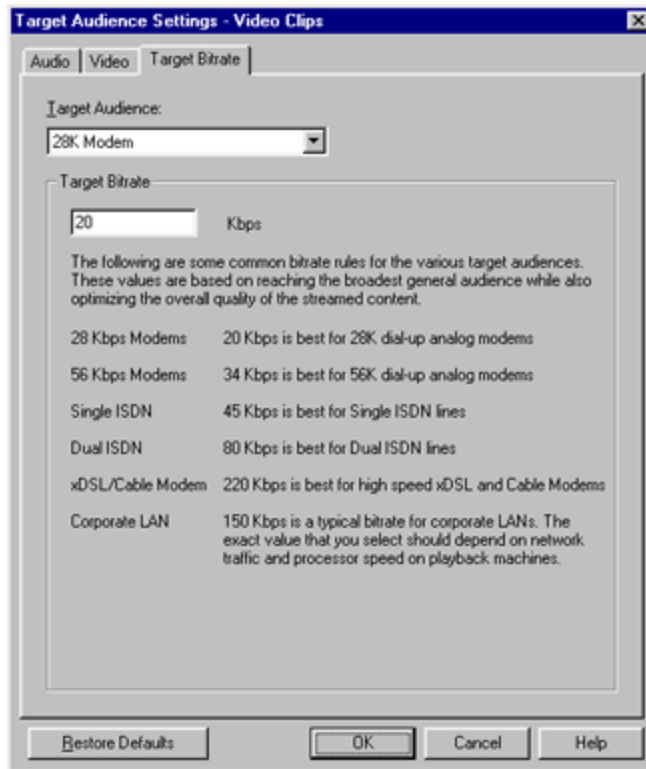 Target Audience Settings - Video Clips
Audio Video Target Bitrate
Target Audience:
28K Modem
Target Bitrate
20 Kbps
The following are some common bitrate rules for the various target audiences.
These values are based on reaching the broadest general audience while also
optimizing the overall quality of the streamed content.
28 Kbps Modems 20 Kbps is best for 28K dial-up analog modems
56 Kbps Modems 34 Kbps is best for 56K dial-up analog modems
Single ISDN 45 Kbps is best for Single ISDN lines
Dual ISDN 80 Kbps is best for Dual ISDN lines
xDSL/Cable Modem 220 Kbps is best for high speed xDSL and Cable Modems
Corporate LAN 150 Kbps is a typical bitrate for corporate LANs. The
exact value that you select should depend on network
traffic and processor speed on playback machines.
Restore Defaults OK Cancel Help